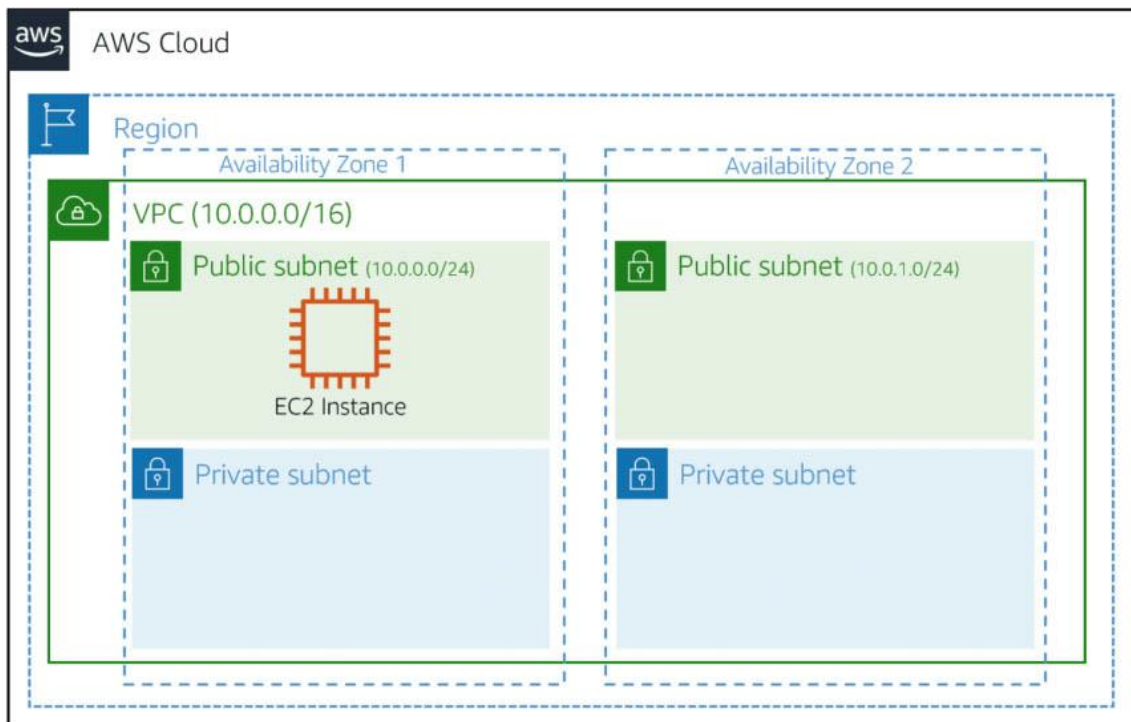 aws
AWS Cloud
Region
Availability Zone 1
Availability Zone 2
VPC (10.0.0.0/16)
Public subnet (10.0.0.0/24)
EC2 Instance
Public subnet (10.0.1.0/24)
Private subnet
Private subnet